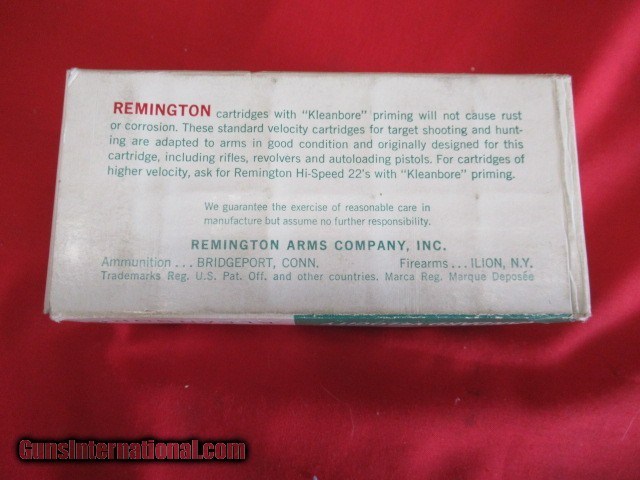 REMINGTON cartridges with "Kleanbore" priming will not cause rust
or corrosion. These standard velocity cartridges for target shooting and hunt-
ing are adapted to arms in good condition and originally designed for this
cartridge, including rifles, revolvers and autoloading pistols. For cartridges of
higher velocity, ask for Remington Hi-Speed 22's with "Kleanbore" priming.
We guarantee the exercise of reasonable care in
manufacture but assume no further responsibility.
REMINGTON ARMS COMPANY, INC.
Ammunition . . . BRIDGEPORT, CONN. Firearms . . . ILION, N.Y.
Trademarks Reg. U.S. Pat. Off. and other countries. Marca Reg. Marque Deposée
GunsInternational.com